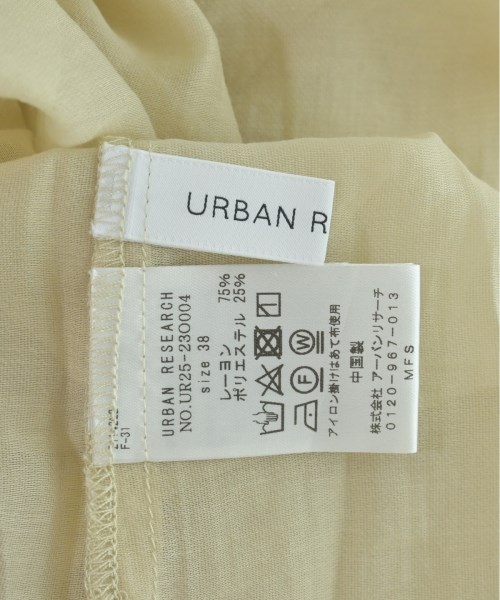 URBAN R
URBAN RESEARCH
NO.UR25-23O004
size 38
レーヨン 75%
ポリエステル 25%
アイロン掛けはあて布使用
中国製
株式会社 アーバンリサーチ
0120-967-013
MFS
F-31